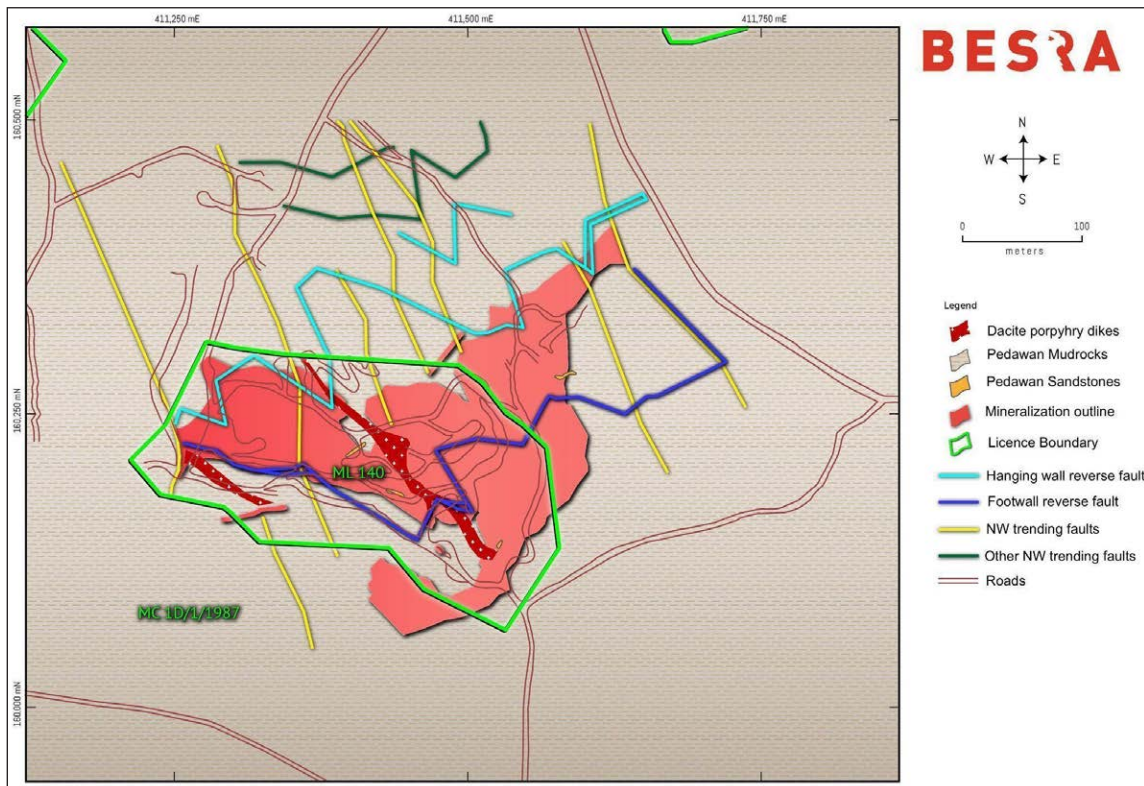 411,250 mE
411,500 mE
411,750 mE
BESRA
160,500 mN
N
W
E
S
0
100
meters
Legend
Dacite porpyhry dikes
Pedawan Mudrocks
Pedawan Sandstones
160,250 mN
Mineralization outline
Licence Boundary
ML 140
Hanging wall reverse fault
Footwall reverse fault
NW trending faults
Other NW trending faults
Roads
MC 1D/1/1987
160,000 mN